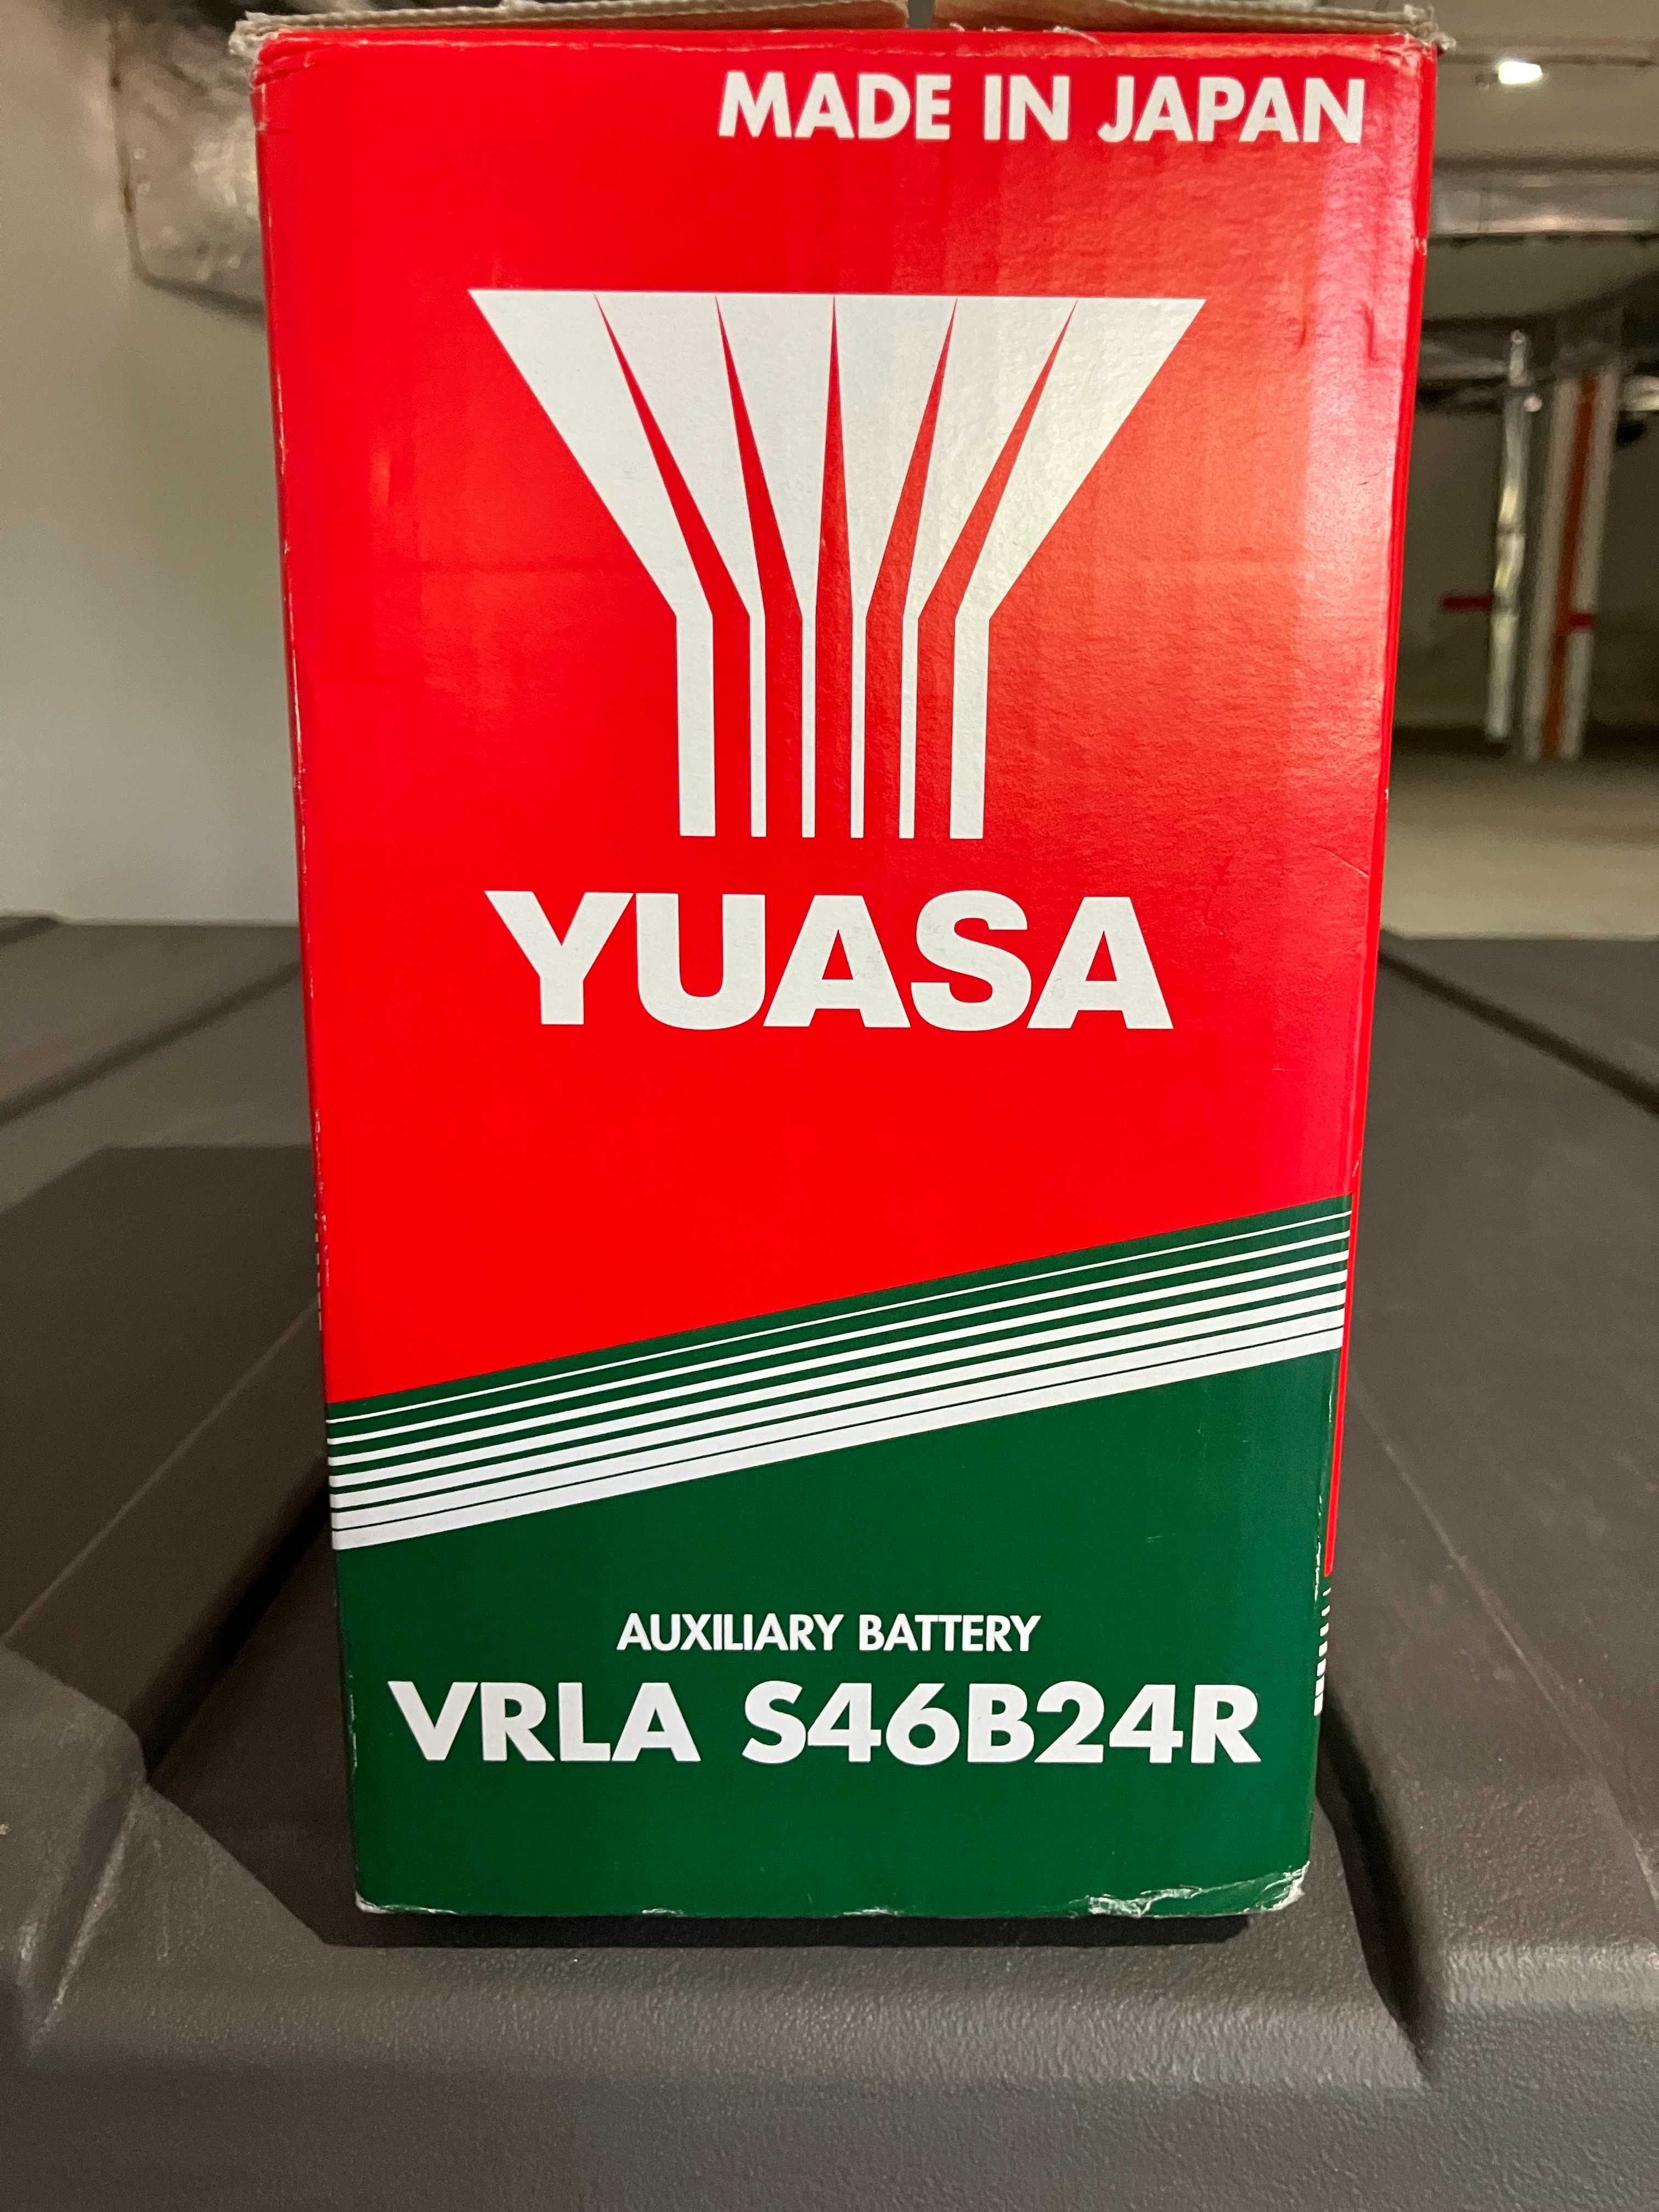 MADE IN JAPAN
YUASA
AUXILIARY BATTERY
VRLA S46B24R